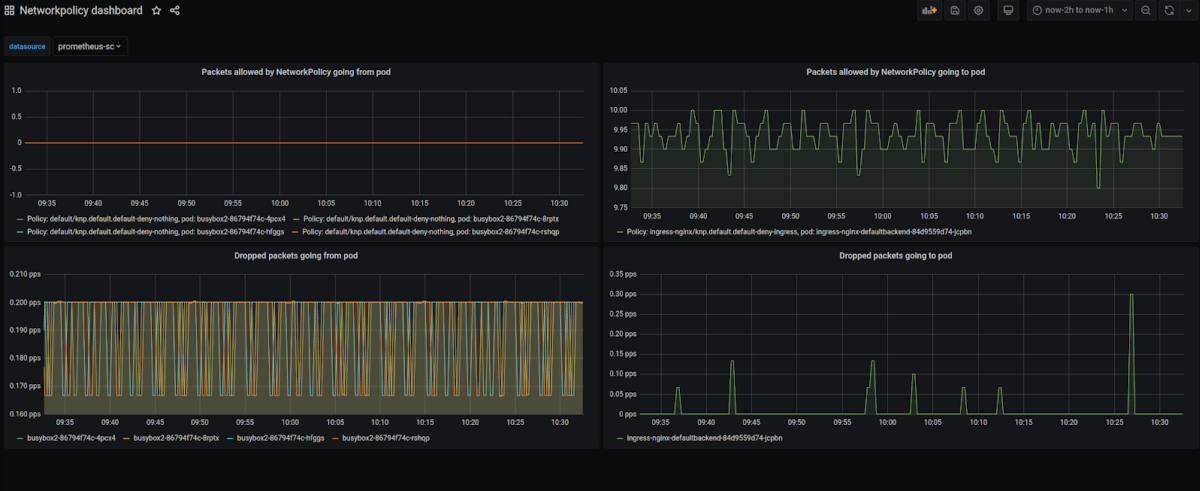 Networkpolicy dashboard
now-2h to now-1h
datasource prometheus-sc
Packets allowed by NetworkPolicy going from pod
1.0
0.5
0
-0.5
-1.0
09:35 09:40 09:45 09:50 09:55 10:00 10:05 10:10 10:15 10:20 10:25 10:30
Policy: default/knp.default.default-deny-nothing, pod: busybox2-86794f74c-4pcx4 Policy: default/knp.default.default-deny-nothing, pod: busybox2-86794f74c-8rptx
Policy: default/knp.default.default-deny-nothing, pod: busybox2-86794f74c-hfggs Policy: default/knp.default.default-deny-nothing, pod: busybox2-86794f74c-rshqp
Packets allowed by NetworkPolicy going to pod
10.05
10.00
9.95
9.90
9.85
9.80
9.75
09:35 09:40 09:45 09:50 09:55 10:00 10:05 10:10 10:15 10:20 10:25 10:30
Policy: ingress-nginx/knp.default.default-deny-ingress, pod: ingress-nginx-defaultbackend-84d9559d74-jcpbn
Dropped packets going from pod
0.210 pps
0.200 pps
0.190 pps
0.180 pps
0.170 pps
0.160 pps
09:35 09:40 09:45 09:50 09:55 10:00 10:05 10:10 10:15 10:20 10:25 10:30
busybox2-86794f74c-4pcx4 busybox2-86794f74c-8rptx busybox2-86794f74c-hfggs busybox2-86794f74c-rshqp
Dropped packets going to pod
0.35 pps
0.30 pps
0.25 pps
0.20 pps
0.15 pps
0.10 pps
0.05 pps
0 pps
09:35 09:40 09:45 09:50 09:55 10:00 10:05 10:10 10:15 10:20 10:25 10:30
ingress-nginx-defaultbackend-84d9559d74-jcpbn